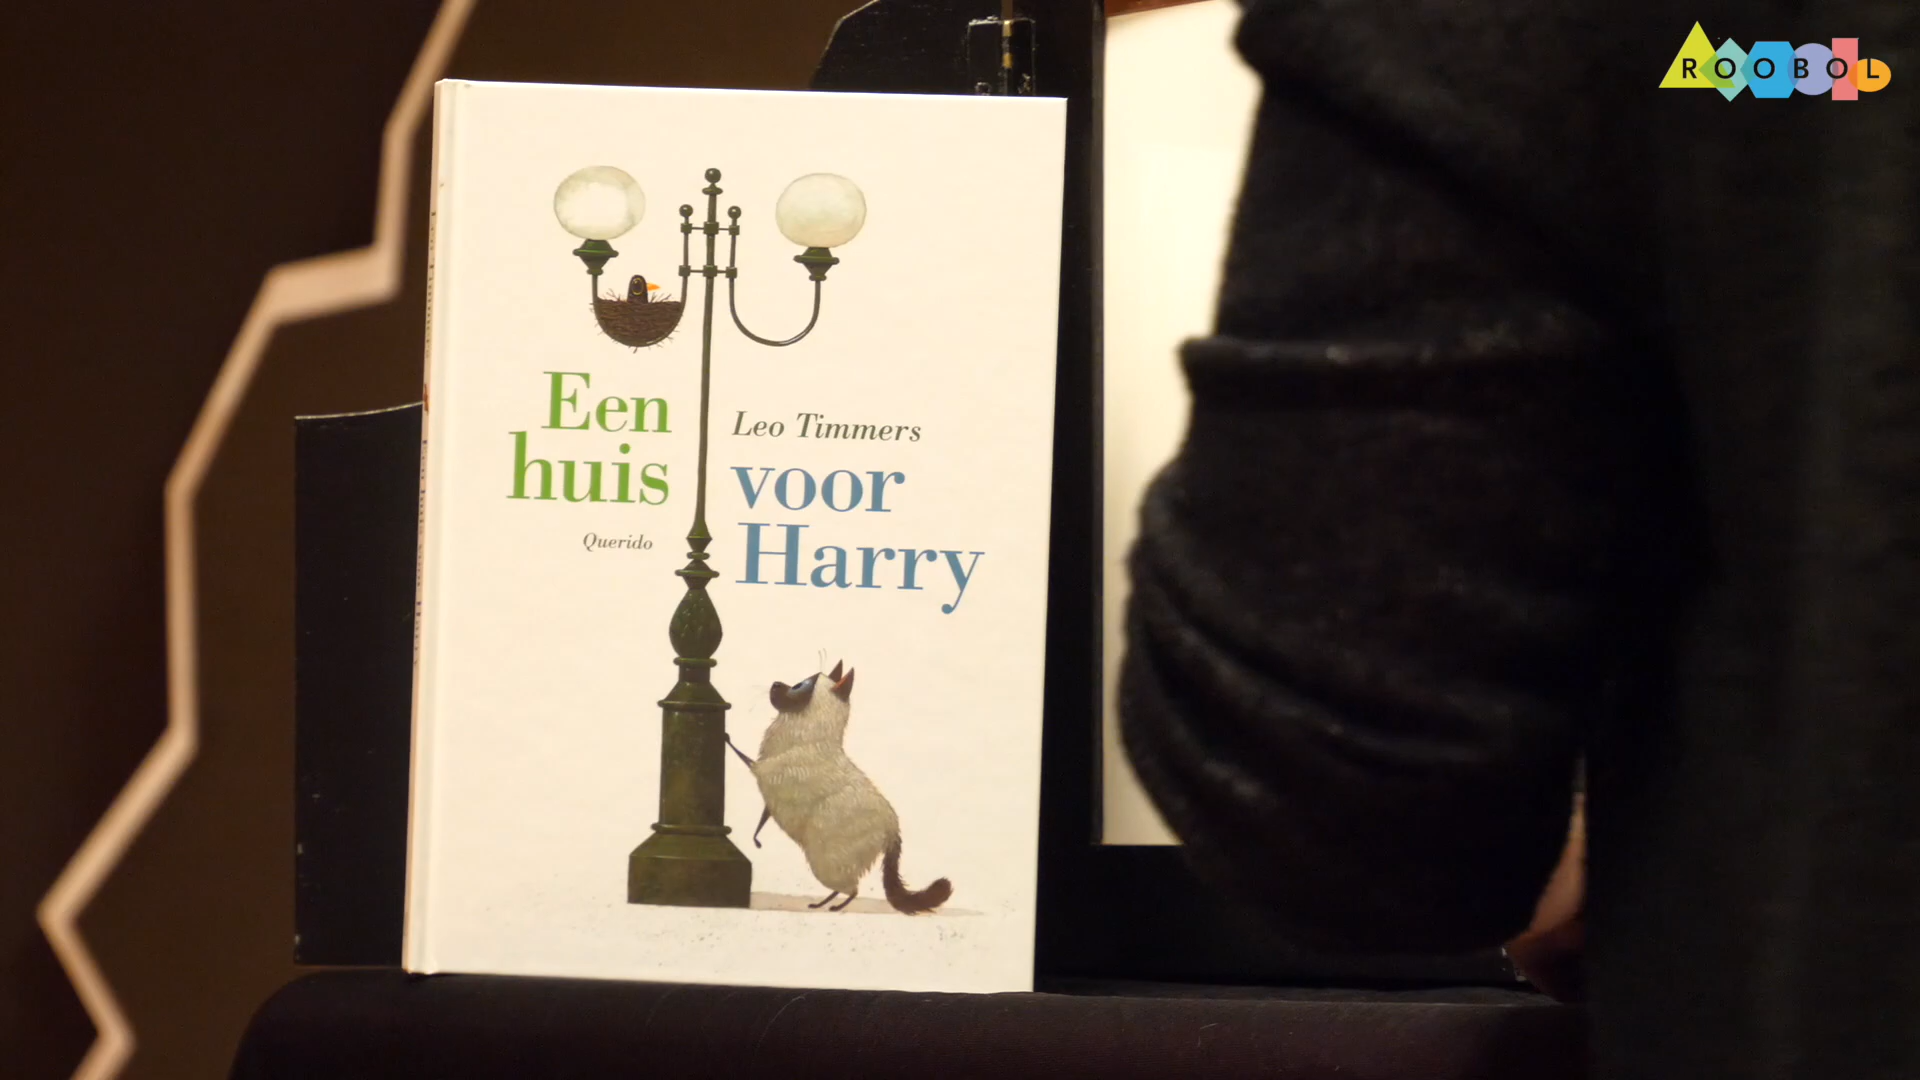 ROOBOL
Een
huis
Leo Timmers
voor
Harry
Querido